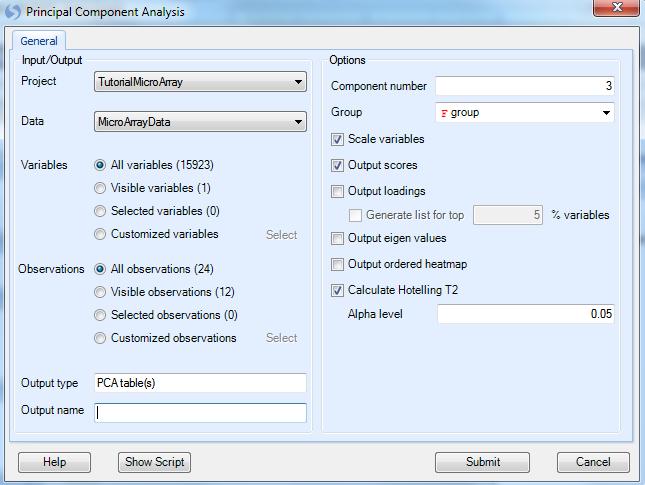 Principal Component Analysis
General
Input/Output
Project
TutorialMicroArray
Data
MicroArrayData
Variables
All variables (15923)
Visible variables (1)
Selected variables (0)
Customized variables
Select
Observations
All observations (24)
Visible observations (12)
Selected observations (0)
Customized observations
Select
Output type
PCA table(s)
Output name
Options
Component number
3
Group
group
Scale variables
Output scores
Output loadings
Generate list for top
5
% variables
Output eigen values
Output ordered heatmap
Calculate Hotelling T2
Alpha level
0.05
Help
Show Script
Submit
Cancel